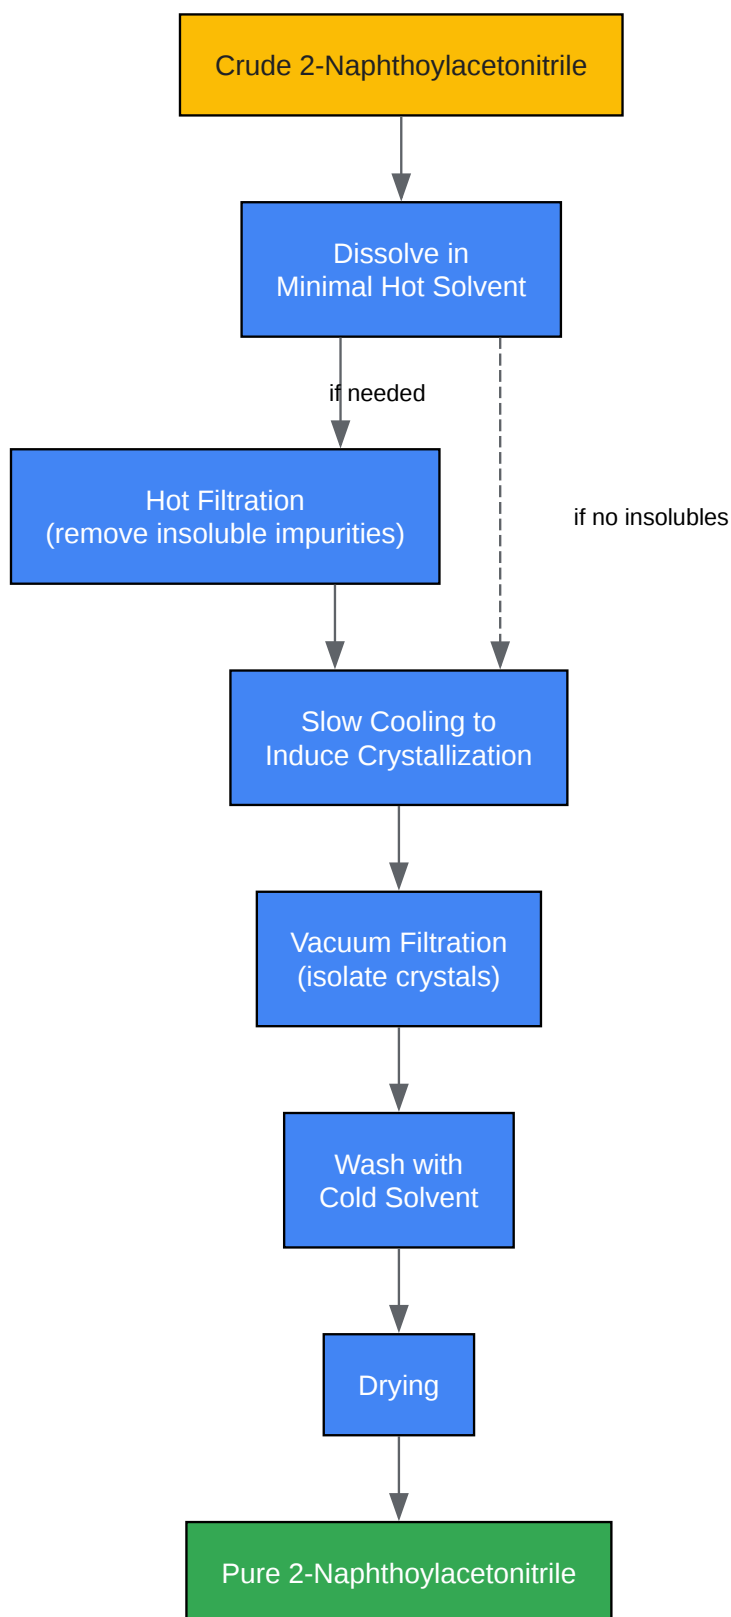 Crude 2-Naphthoylacetonitrile
Dissolve in
Minimal Hot Solvent
if needed
Hot Filtration
(remove insoluble impurities)
if no insolubles
Slow Cooling to
Induce Crystallization
Vacuum Filtration
(isolate crystals)
Wash with
Cold Solvent
Drying
Pure 2-Naphthoylacetonitrile